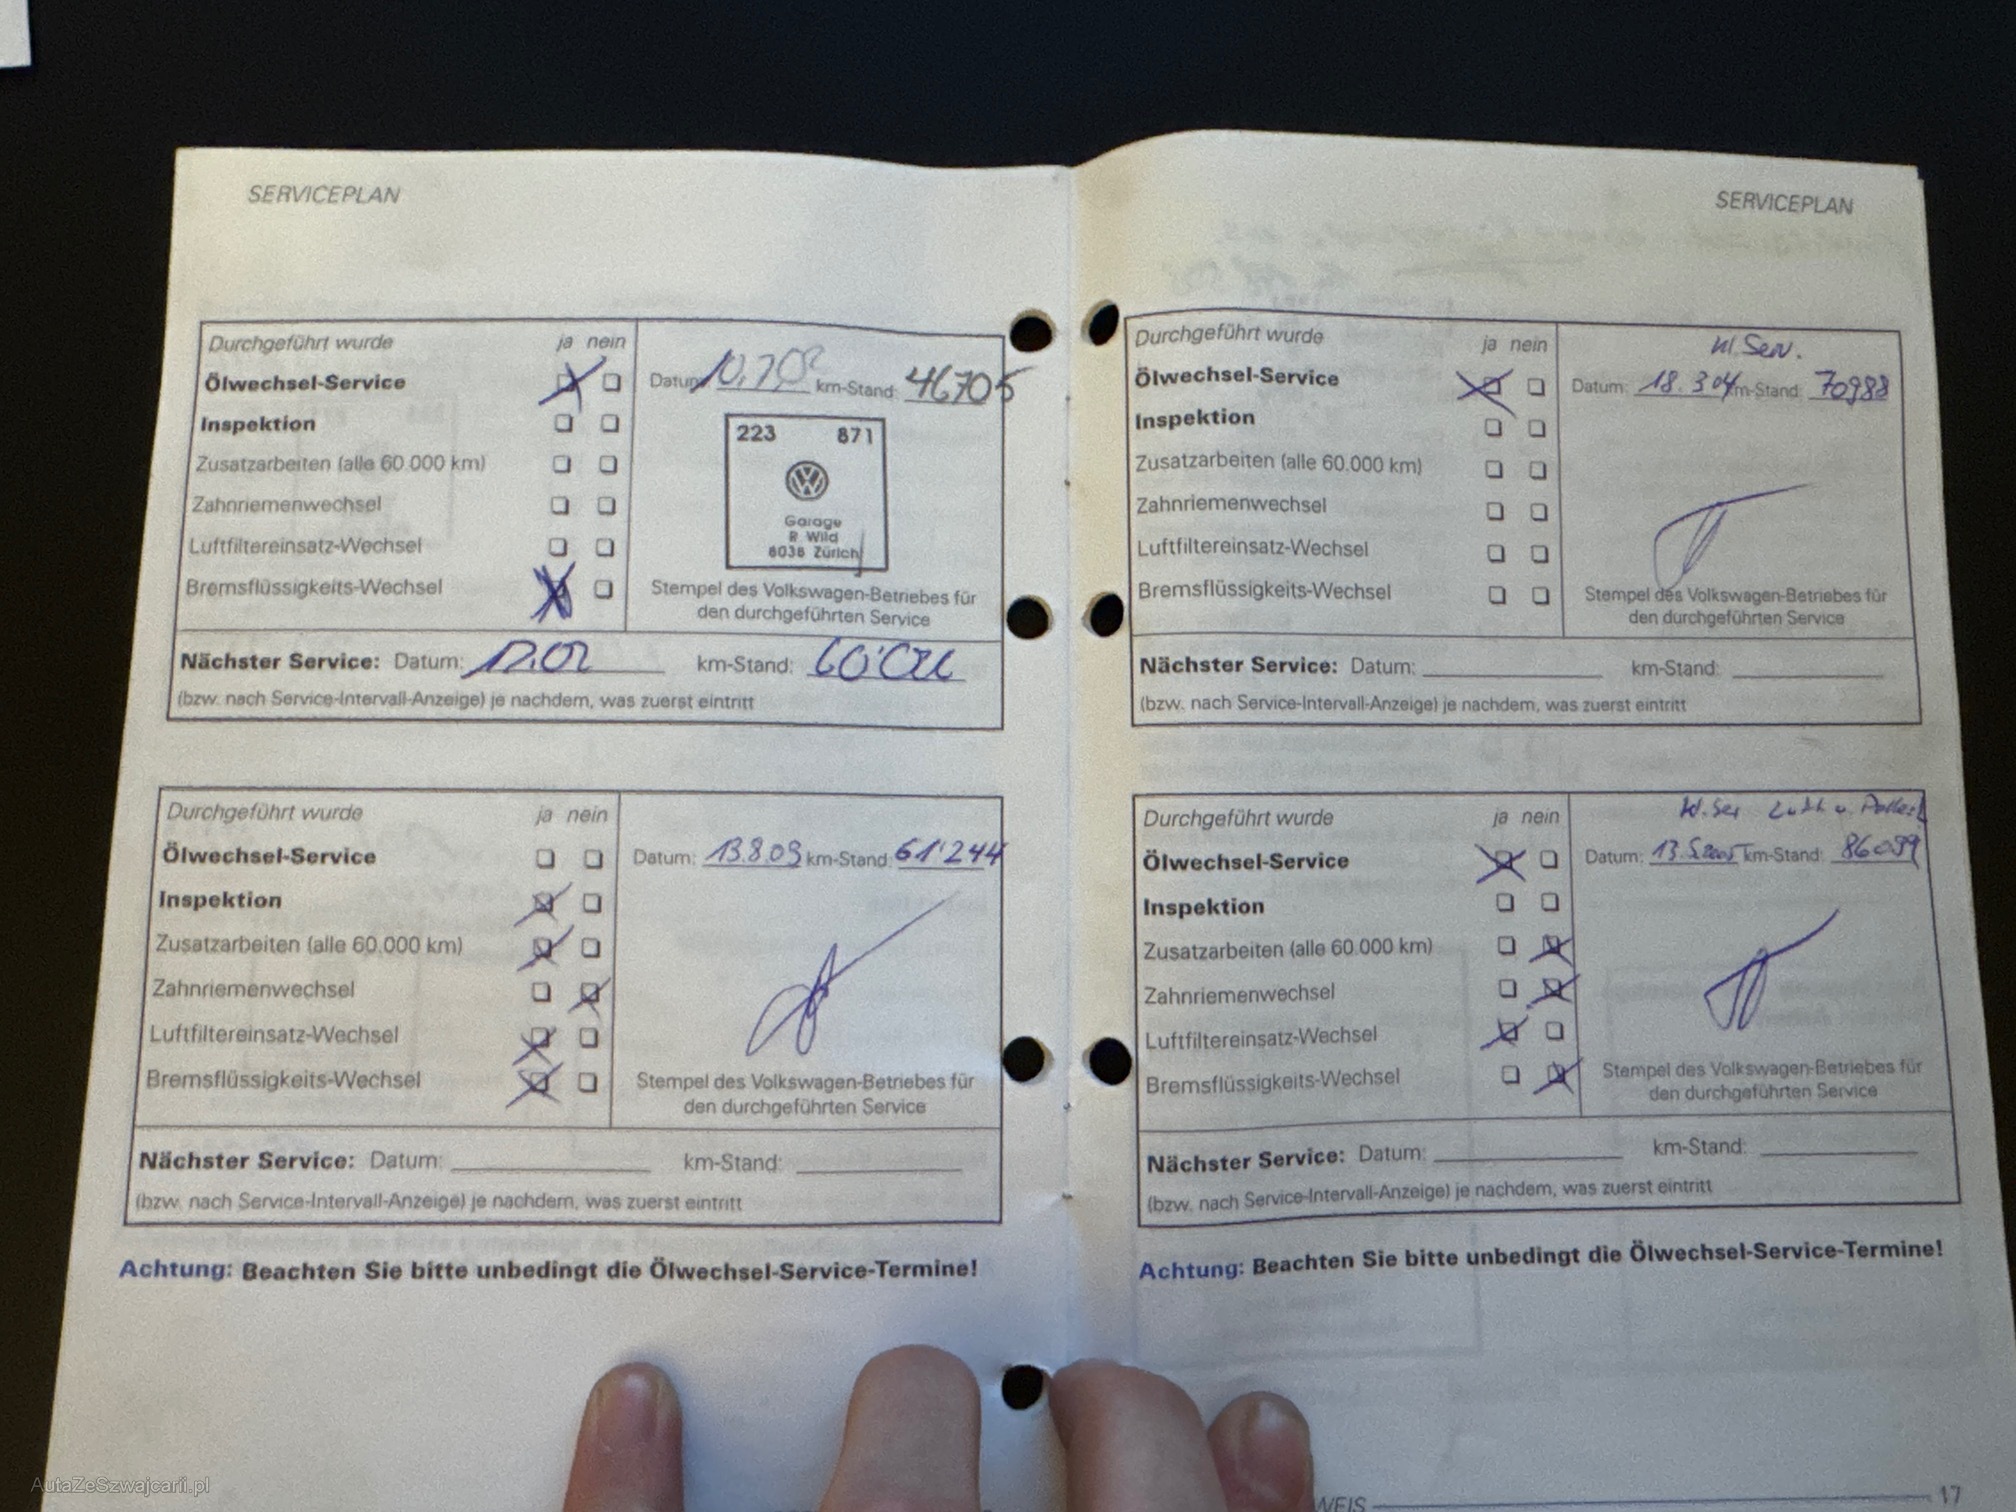 SERVICEPLAN
Durchgeführt wurde ja nein
Ölwechsel-Service Datum: 10.7.02 km-Stand: 46705
Inspektion
Zusatzarbeiten (alle 60.000 km)
Zahnriemenwechsel
Luftfiltereinsatz-Wechsel
Bremsflüssigkeits-Wechsel
223 871
Garage
R. Wild
8038 Zürich
Stempel des Volkswagen-Betriebes für
den durchgeführten Service
Nächster Service: Datum: km-Stand:
(bzw. nach Service-Intervall-Anzeige) je nachdem, was zuerst eintritt
Durchgeführt wurde ja nein
Ölwechsel-Service Datum: 13.8.03 km-Stand: 61'244
Inspektion
Zusatzarbeiten (alle 60.000 km)
Zahnriemenwechsel
Luftfiltereinsatz-Wechsel
Bremsflüssigkeits-Wechsel
Stempel des Volkswagen-Betriebes für
den durchgeführten Service
Nächster Service: Datum: km-Stand:
(bzw. nach Service-Intervall-Anzeige) je nachdem, was zuerst eintritt
Achtung: Beachten Sie bitte unbedingt die Ölwechsel-Service-Termine!
SERVICEPLAN
Durchgeführt wurde ja nein Serv.
Ölwechsel-Service Datum: 18.3.04 km-Stand: 70988
Inspektion
Zusatzarbeiten (alle 60.000 km)
Zahnriemenwechsel
Luftfiltereinsatz-Wechsel
Bremsflüssigkeits-Wechsel
Stempel des Volkswagen-Betriebes für
den durchgeführten Service
Nächster Service: Datum: km-Stand:
(bzw. nach Service-Intervall-Anzeige) je nachdem, was zuerst eintritt
Durchgeführt wurde ja nein
Ölwechsel-Service Datum: 13.5.2005 km-Stand: 86099
Inspektion
Zusatzarbeiten (alle 60.000 km)
Zahnriemenwechsel
Luftfiltereinsatz-Wechsel
Bremsflüssigkeits-Wechsel
Stempel des Volkswagen-Betriebes für
den durchgeführten Service
Nächster Service: Datum: km-Stand:
(bzw. nach Service-Intervall-Anzeige) je nachdem, was zuerst eintritt
Achtung: Beachten Sie bitte unbedingt die Ölwechsel-Service-Termine!
17
AutaZeSzwajcarii.pl